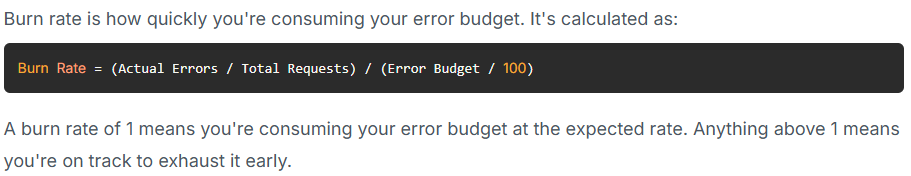 Burn rate is how quickly you're consuming your error budget. It's calculated as:
Burn Rate = (Actual Errors / Total Requests) / (Error Budget / 100)
A burn rate of 1 means you're consuming your error budget at the expected rate. Anything above 1 means
you're on track to exhaust it early.